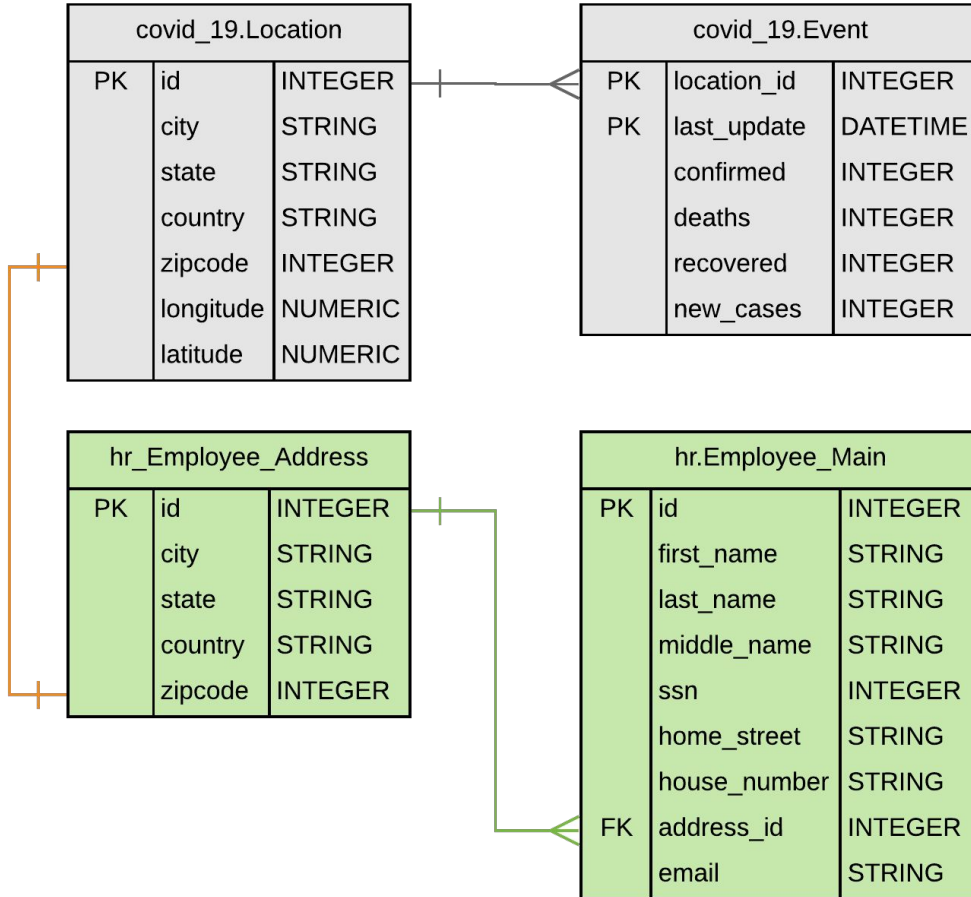 covid_19.Location
PK id INTEGER
city STRING
state STRING
country STRING
zipcode INTEGER
longitude NUMERIC
latitude NUMERIC
covid_19.Event
PK location_id INTEGER
PK last_update DATETIME
confirmed INTEGER
deaths INTEGER
recovered INTEGER
new_cases INTEGER
hr_Employee_Address
PK id INTEGER
city STRING
state STRING
country STRING
zipcode INTEGER
hr.Employee_Main
PK id INTEGER
first_name STRING
last_name STRING
middle_name STRING
ssn INTEGER
home_street STRING
house_number STRING
FK address_id INTEGER
email STRING